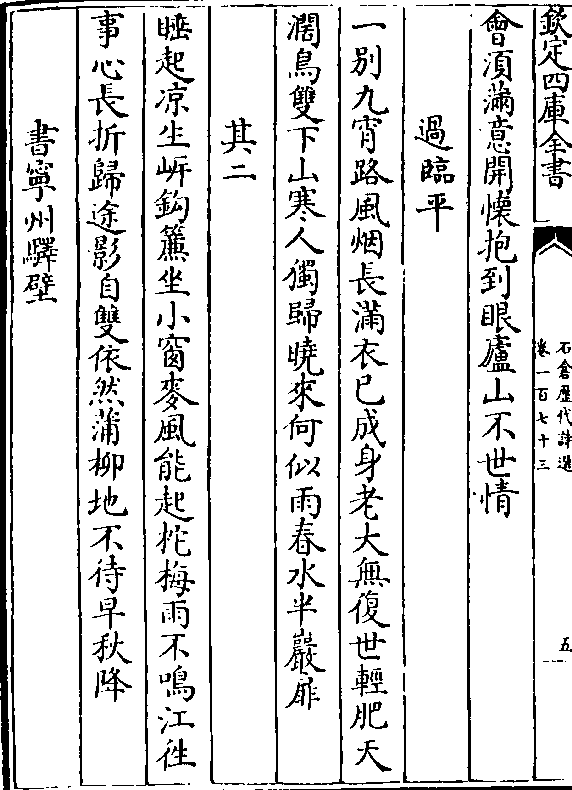 欽定四庫全書
石倉歷代詩選
卷一百七十三
五
會須滿意開懷抱到眼廬山不世情
過臨平
一別九宵路風烟長滿衣已成身老大無復世輕肥天
濶鳥雙下山寒人獨歸曉來何似雨春水半巖扉
其二
睡起凉生㡳鈎簾坐小窗麥風能起柁梅雨不鳴江徃
事心長折歸途影自雙依然蒲柳地不待早秋降
書寧州驛壁